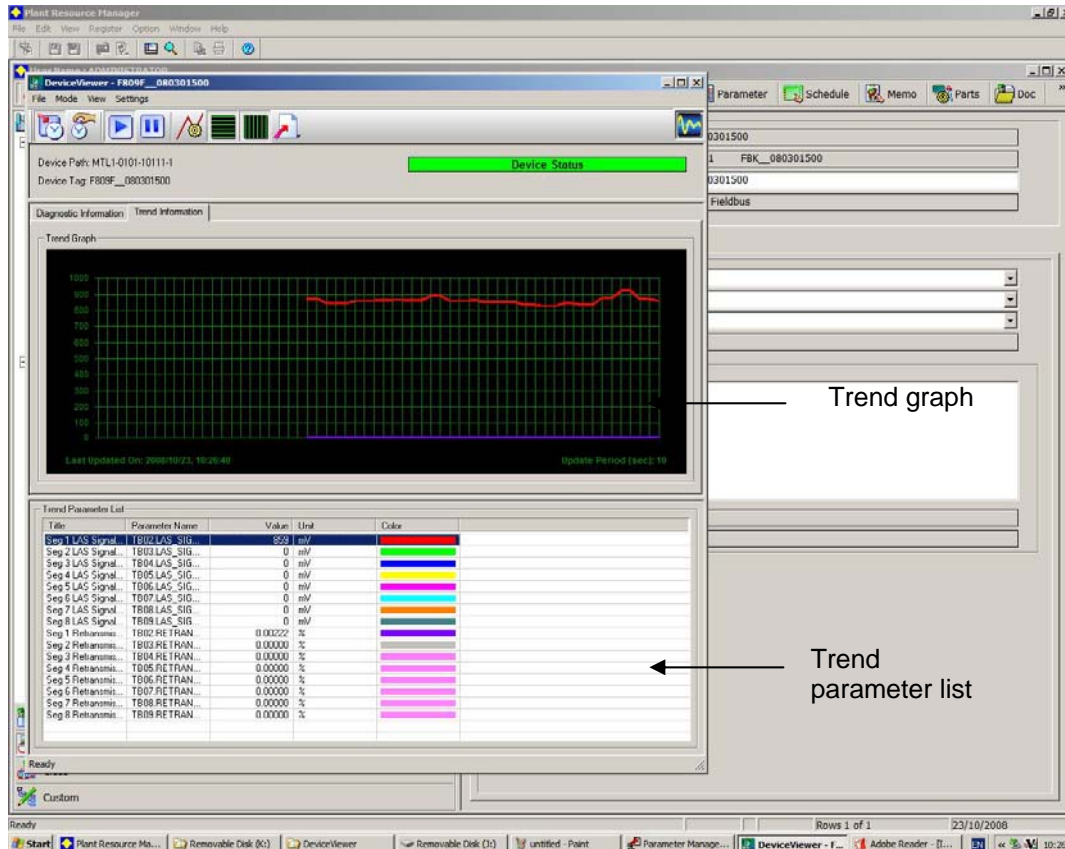 Plant Resource Manager
File Edit View Register Option Window Help
User Name : ADMINISTRATOR
DeviceViewer - F809F__080301500
File Mode View Settings
Parameter Schedule Memo Parts Doc
Device Path: MTL1-0101-10111-1
Device Status
Device Tag: F809F__080301500
0301500
1 FBK__080301500
0301500
Fieldbus
Diagnostic Information Trend Information
Trend Graph
1000
900
800
700
600
500
400
300
200
100
0
Last Updated On: 2008/10/23, 10:26:40 Update Period (sec): 10
Trend graph
Trend Parameter List
Title Parameter Name Value Unit Color
Seg 1 LAS Signal... TB02.LAS_SIG... 859 mV
Seg 2 LAS Signal... TB03.LAS_SIG... 0 mV
Seg 3 LAS Signal... TB04.LAS_SIG... 0 mV
Seg 4 LAS Signal... TB05.LAS_SIG... 0 mV
Seg 5 LAS Signal... TB06.LAS_SIG... 0 mV
Seg 6 LAS Signal... TB07.LAS_SIG... 0 mV
Seg 7 LAS Signal... TB08.LAS_SIG... 0 mV
Seg 8 LAS Signal... TB09.LAS_SIG... 0 mV
Seg 1 Retransmis... TB02.RETRAN... 0.00222 %
Seg 2 Retransmis... TB03.RETRAN... 0.00000 %
Seg 3 Retransmis... TB04.RETRAN... 0.00000 %
Seg 4 Retransmis... TB05.RETRAN... 0.00000 %
Seg 5 Retransmis... TB06.RETRAN... 0.00000 %
Seg 6 Retransmis... TB07.RETRAN... 0.00000 %
Seg 7 Retransmis... TB08.RETRAN... 0.00000 %
Seg 8 Retransmis... TB09.RETRAN... 0.00000 %
Trend
parameter list
Ready
Custom
Ready Rows 1 of 1 23/10/2008
Start Plant Resource Ma... Removable Disk (K:) DeviceViewer Removable Disk (J:) untitled - Paint Parameter Manage... DeviceViewer - F... Adobe Reader - [I... EN « 10:26